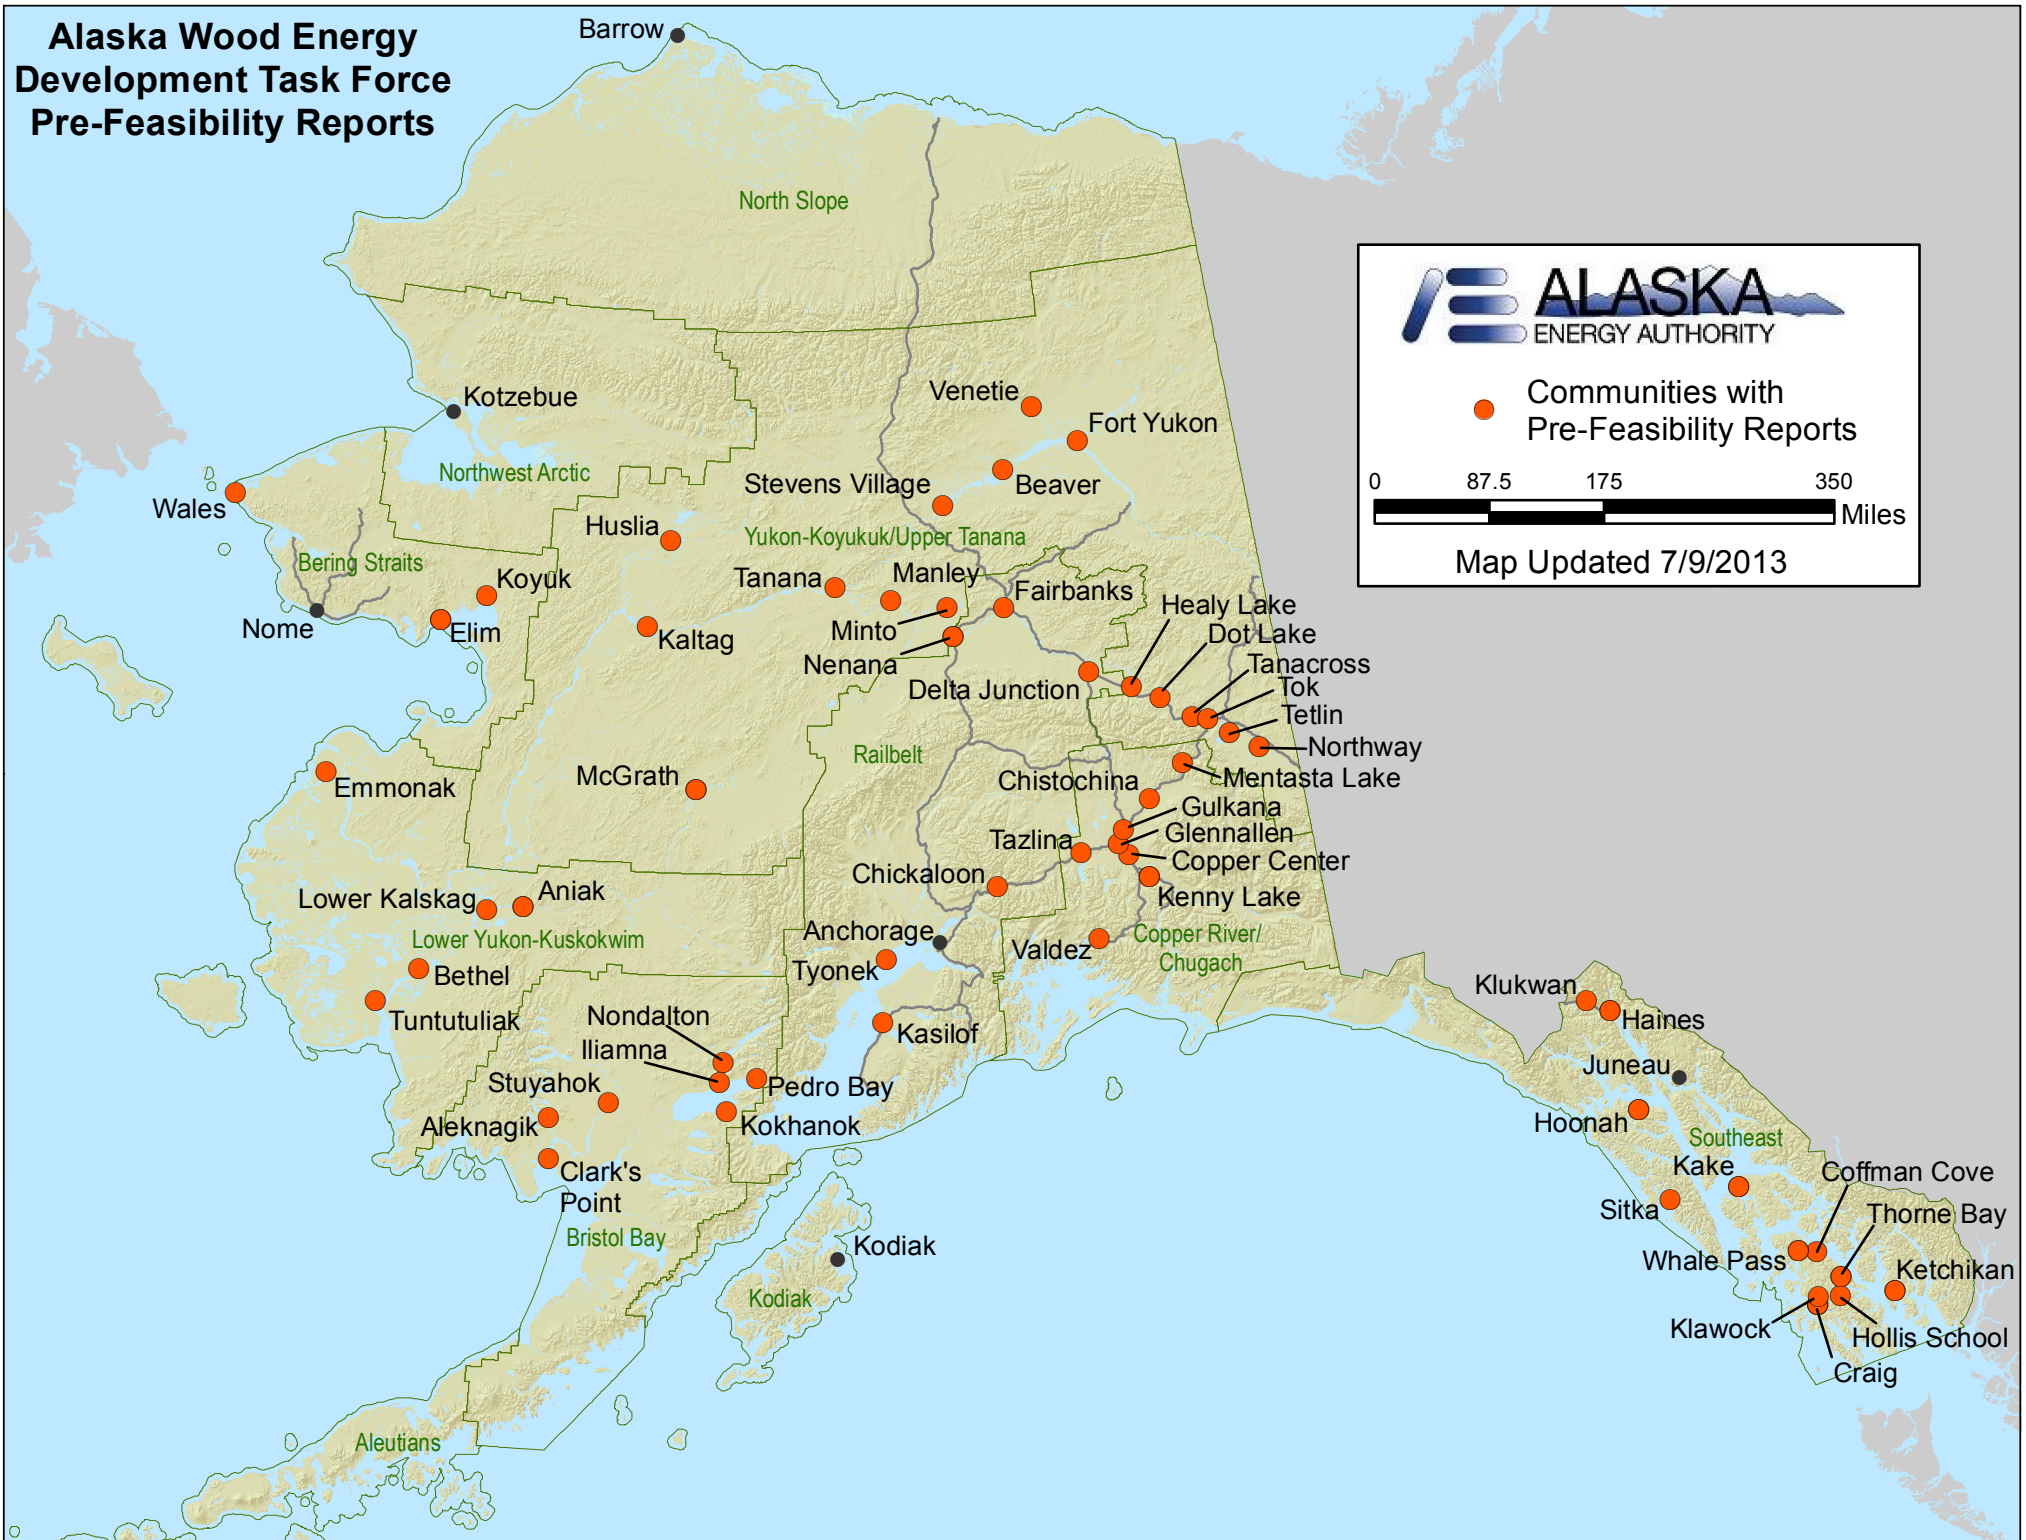 Alaska Wood Energy
Development Task Force
Pre-Feasibility Reports
Barrow
North Slope
ALASKA
ENERGY AUTHORITY
Communities with
Pre-Feasibility Reports
0 87.5 175 350
Miles
Map Updated 7/9/2013
Kotzebue
Northwest Arctic
Venetie
Fort Yukon
Stevens Village
Beaver
Wales
Huslia
Yukon-Koyukuk/Upper Tanana
Bering Straits
Koyuk
Tanana
Manley
Fairbanks
Nome
Elim
Kaltag
Minto
Nenana
Healy Lake
Dot Lake
Tanacross
Tok
Delta Junction
Tetlin
Northway
Railbelt
Emmonak
McGrath
Chistochina
Mentasta Lake
Gulkana
Tazlina
Glennallen
Copper Center
Chickaloon
Kenny Lake
Lower Kalskag
Aniak
Lower Yukon-Kuskokwim
Anchorage
Valdez
Copper River/
Chugach
Bethel
Tyonek
Tuntutuliak
Nondalton
Kasilof
Iliamna
Stuyahok
Pedro Bay
Aleknagik
Kokhanok
Clark's
Point
Bristol Bay
Kodiak
Kodiak
Aleutians
Klukwan
Haines
Juneau
Hoonah
Southeast
Kake
Coffman Cove
Sitka
Thorne Bay
Whale Pass
Ketchikan
Klawock
Hollis School
Craig